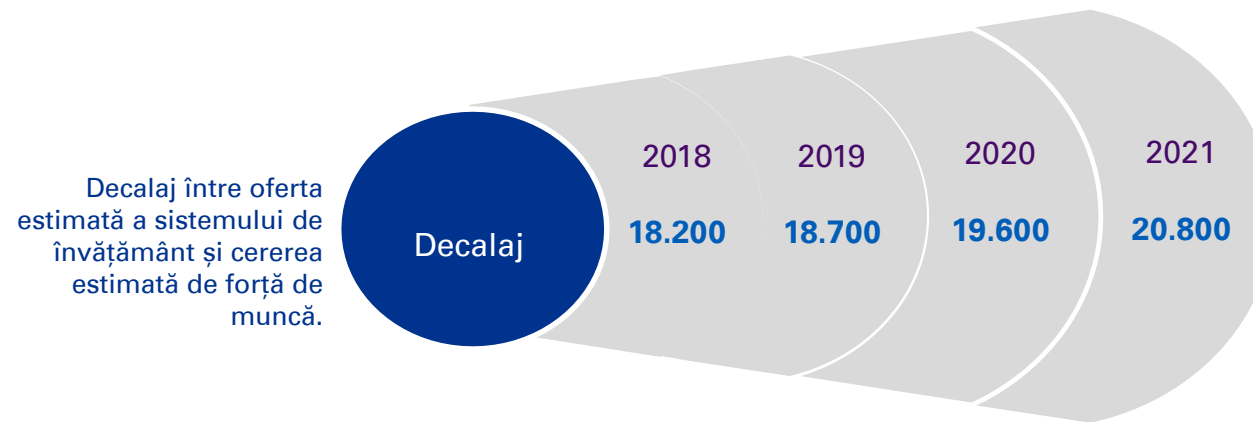 Decalaj între oferta
estimată a sistemului de
învățământ și cererea
estimată de forță de
muncă.
Decalaj
2018 2019 2020 2021
18.200 18.700 19.600 20.800